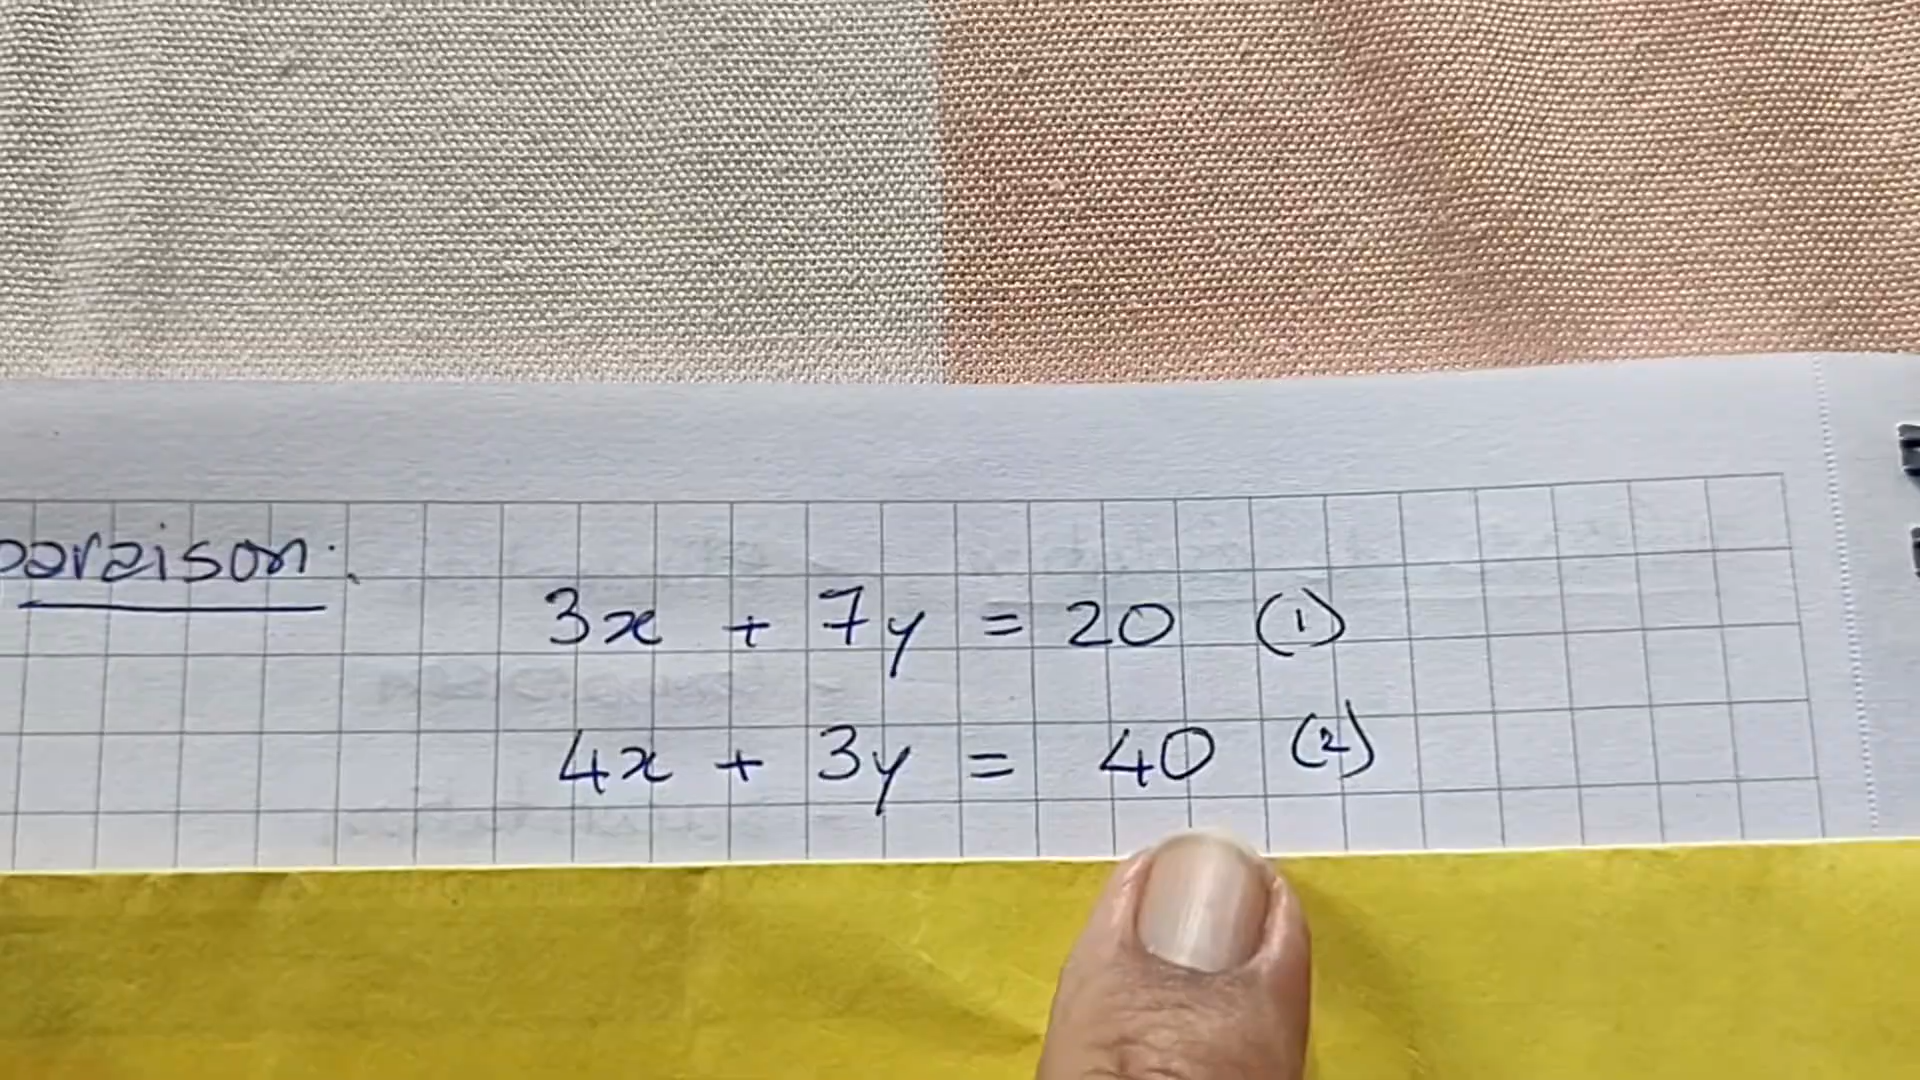 paraison:
3x + 7y = 20 (1)
4x + 3y = 40 (2)